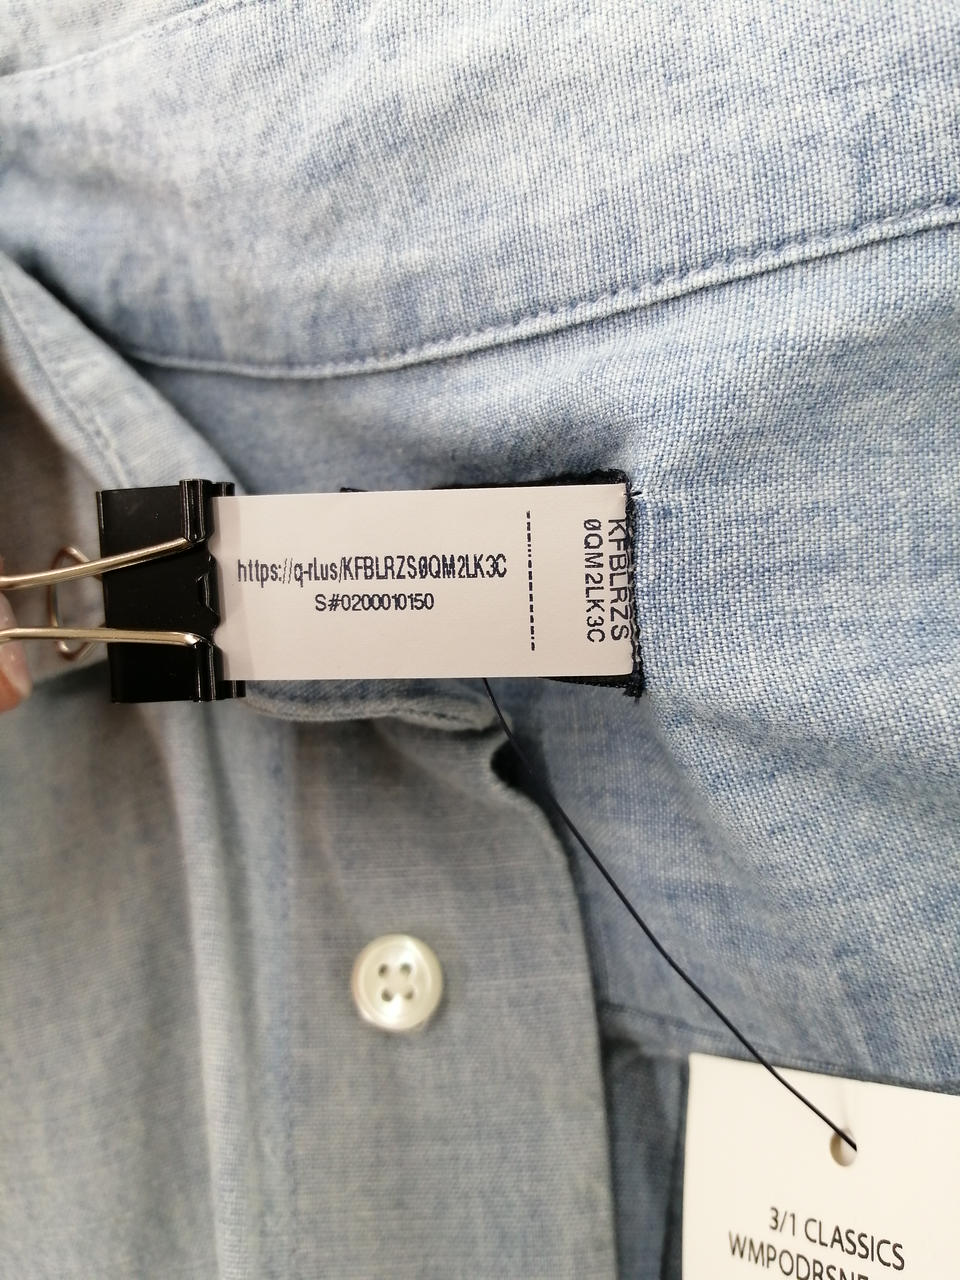 https://q-r.us/KFBLRZS0QM2LK3C
S#0200010150
KFBLRZS
0QM2LK3C
3/1 CLASSICS